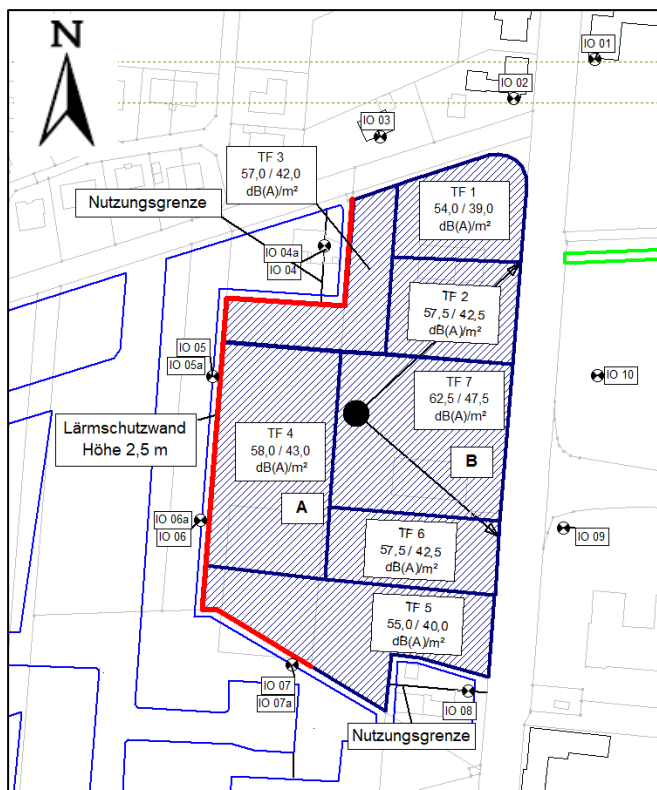 N
IO 01
IO 02
IO 03
TF 3
57,0 / 42,0
dB(A)/m²
TF 1
54,0 / 39,0
dB(A)/m²
Nutzungsgrenze
IO 04a
IO 04
TF 2
57,5 / 42,5
dB(A)/m²
IO 05
IO 05a
IO 10
TF 7
62,5 / 47,5
dB(A)/m²
Lärmschutzwand
Höhe 2,5 m
TF 4
58,0 / 43,0
dB(A)/m²
B
A
IO 06a
IO 06
IO 09
TF 6
57,5 / 42,5
dB(A)/m²
TF 5
55,0 / 40,0
dB(A)/m²
IO 07
IO 07a
IO 08
Nutzungsgrenze